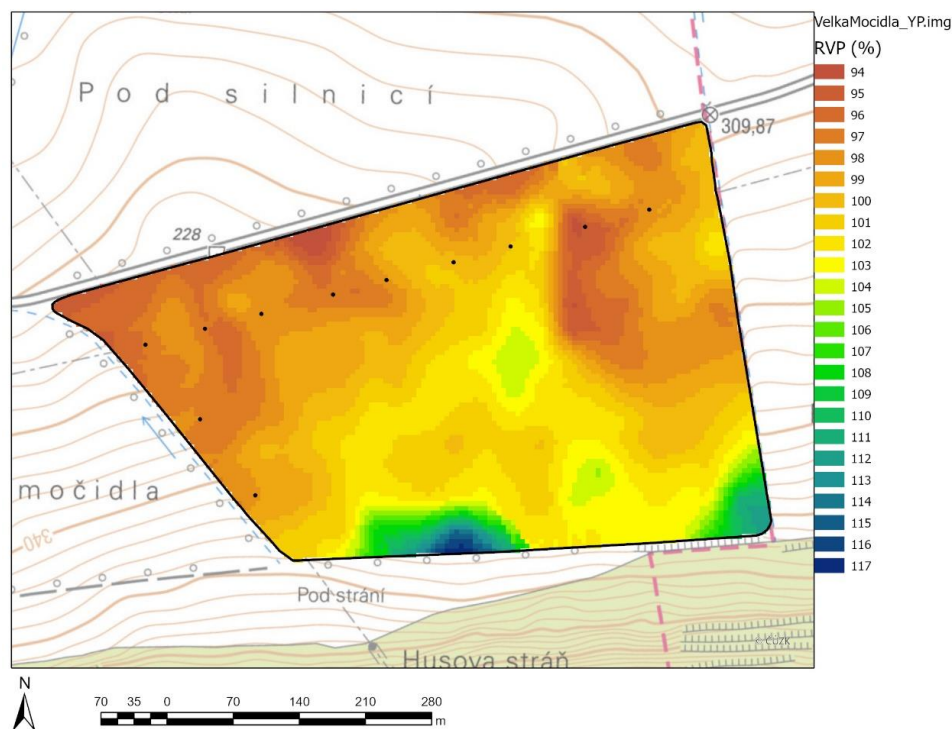 VelkaMocidla_YP.img
RVP (%)
94
95
96
97
98
99
100
101
102
103
104
105
106
107
108
109
110
111
112
113
114
115
116
117
Pod silnicí
309,87
228
močidla
340
Pod strání
Husova stráň
© ČÚZK
N
70 35 0 70 140 210 280
m